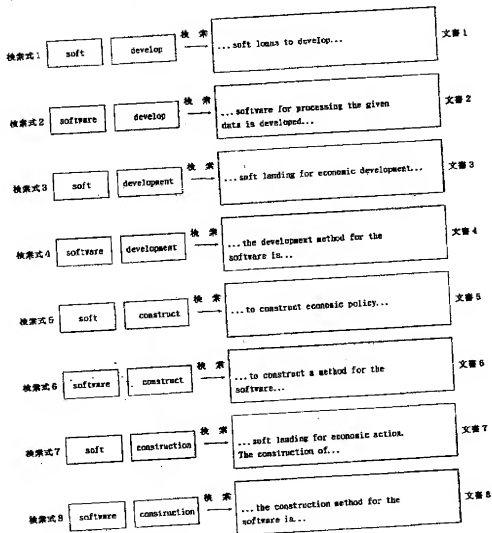 検索式1 soft develop 検索 ...soft loans to develop... 文書1
検索式2 software develop 検索 ...software for processing the given
data is developed... 文書2
検索式3 soft development 検索 ...soft landing for economic development... 文書3
検索式4 software development 検索 ...the development method for the
software is... 文書4
検索式5 soft construct 検索 ...to construct economic policy... 文書5
検索式6 software construct 検索 ...to construct a method for the
software... 文書6
検索式7 soft construction 検索 ...soft landing for economic action.
The construction of... 文書7
検索式8 software construction 検索 ...the construction method for the
software is... 文書8